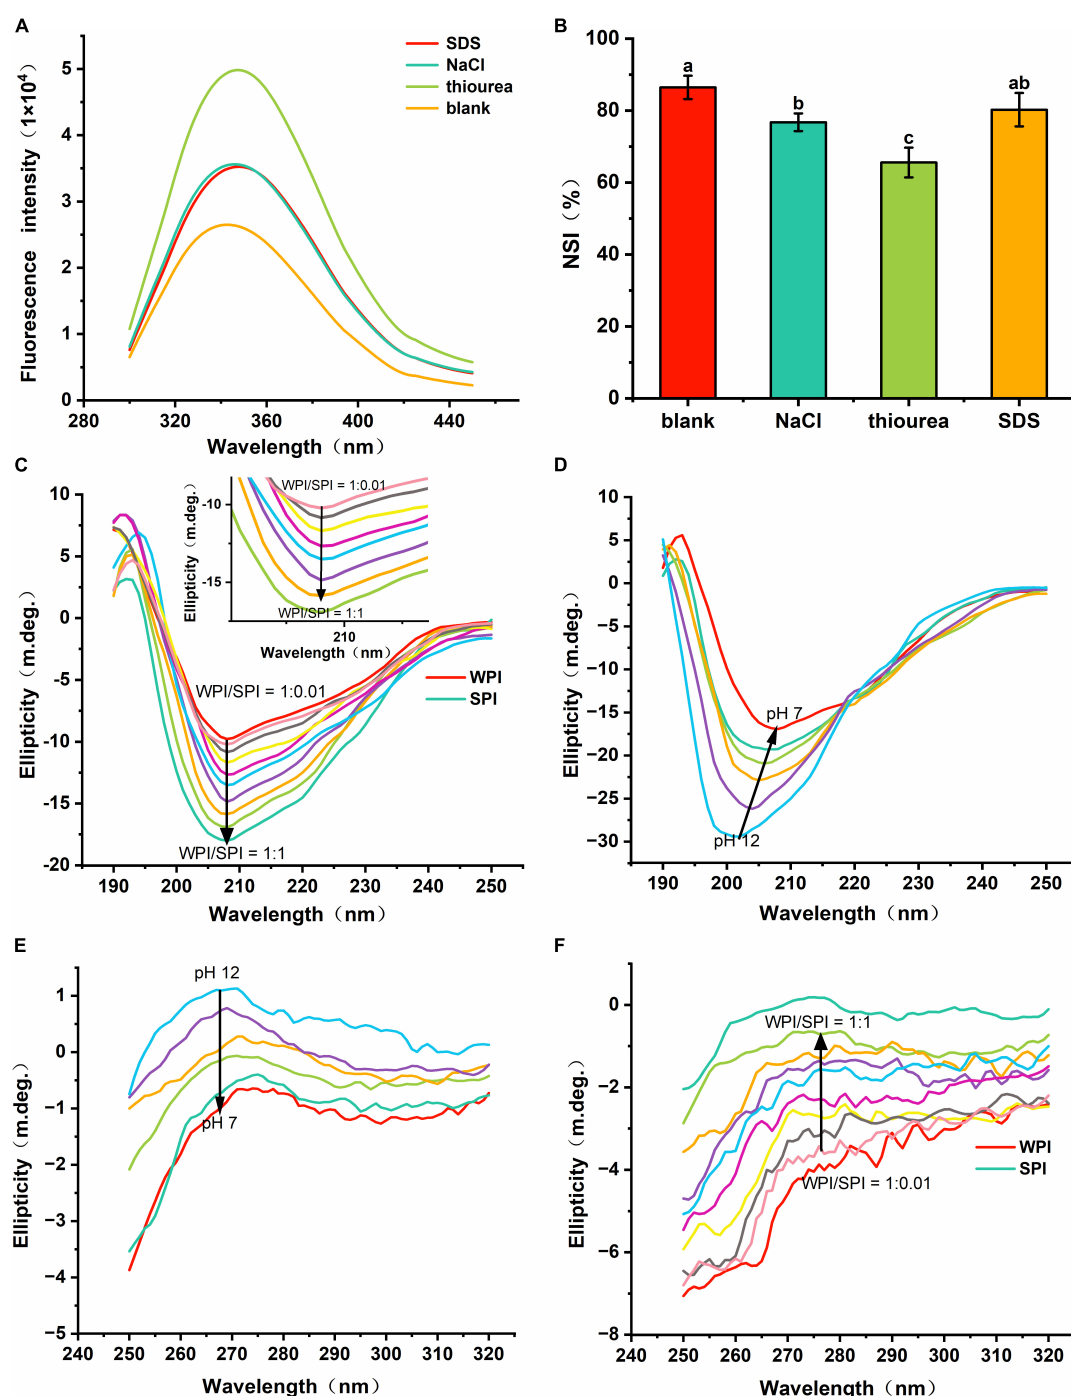 A
SDS
NaCl
thiourea
blank
5
4
3
2
1
0
280
320
360
400
440
Fluorescence intensity（1×10⁴）
Wavelength（nm）
B
100
80
60
40
20
0
a
b
c
ab
blank
NaCl
thiourea
SDS
NSI（%）
C
10
5
0
-5
-10
-15
-20
190
200
210
220
230
240
250
Ellipticity（m.deg.）
Wavelength（nm）
WPI/SPI = 1:0.01
-10
-15
WPI/SPI = 1:1
210
Ellipticity（m.deg.）
Wavelength（nm）
WPI
SPI
WPI/SPI = 1:0.01
WPI/SPI = 1:1
D
10
5
0
−5
−10
−15
−20
−25
−30
190
200
210
220
230
240
250
pH 7
pH 12
Ellipticity（m.deg.）
Wavelength（nm）
E
pH 12
pH 7
1
0
−1
−2
−3
−4
−5
240
250
260
270
280
290
300
310
320
Ellipticity（m.deg.）
Wavelength（nm）
F
0
−2
−4
−6
−8
240
250
260
270
280
290
300
310
320
WPI/SPI = 1:1
WPI/SPI = 1:0.01
WPI
SPI
Ellipticity（m.deg.）
Wavelength（nm）